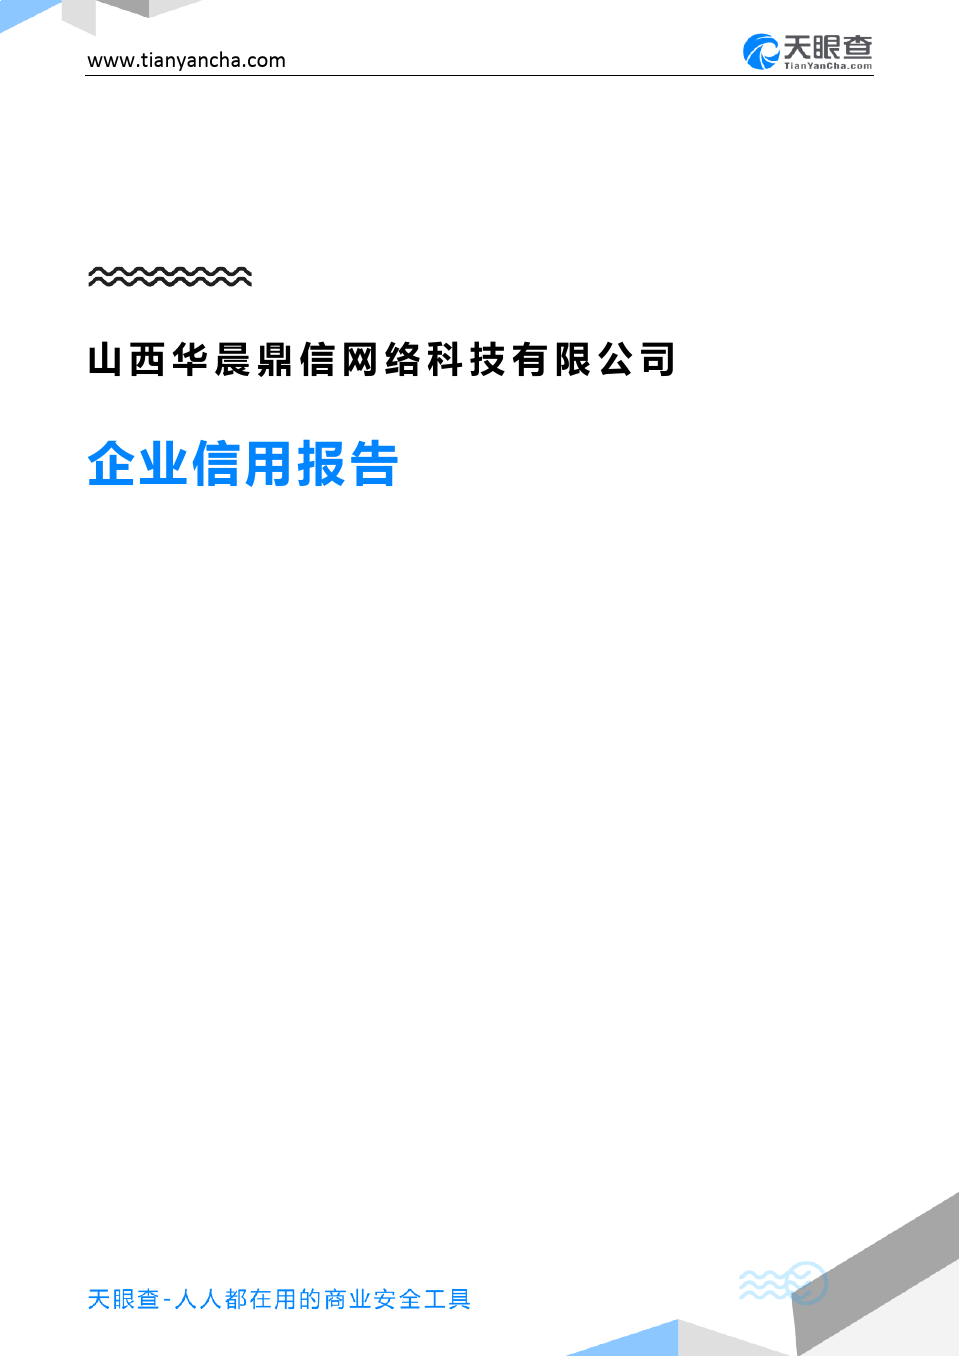 www.tianyancha.com
天眼查
TianYanCha.com
山西华晨鼎信网络科技有限公司
企业信用报告
天眼查-人人都在用的商业安全工具